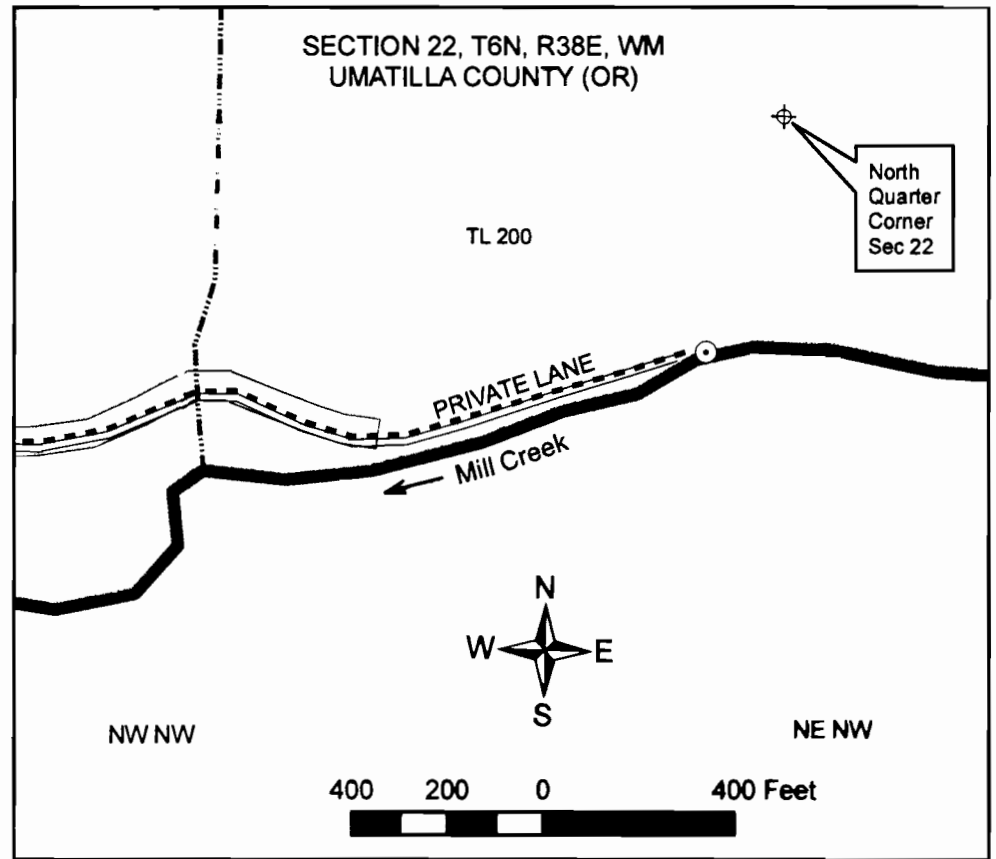 SECTION 22, T6N, R38E, WM
UMATILLA COUNTY (OR)
North
Quarter
Corner
Sec 22
TL 200
PRIVATE LANE
Mill Creek
N
W E
S
NW NW
NE NW
400 200 0 400 Feet